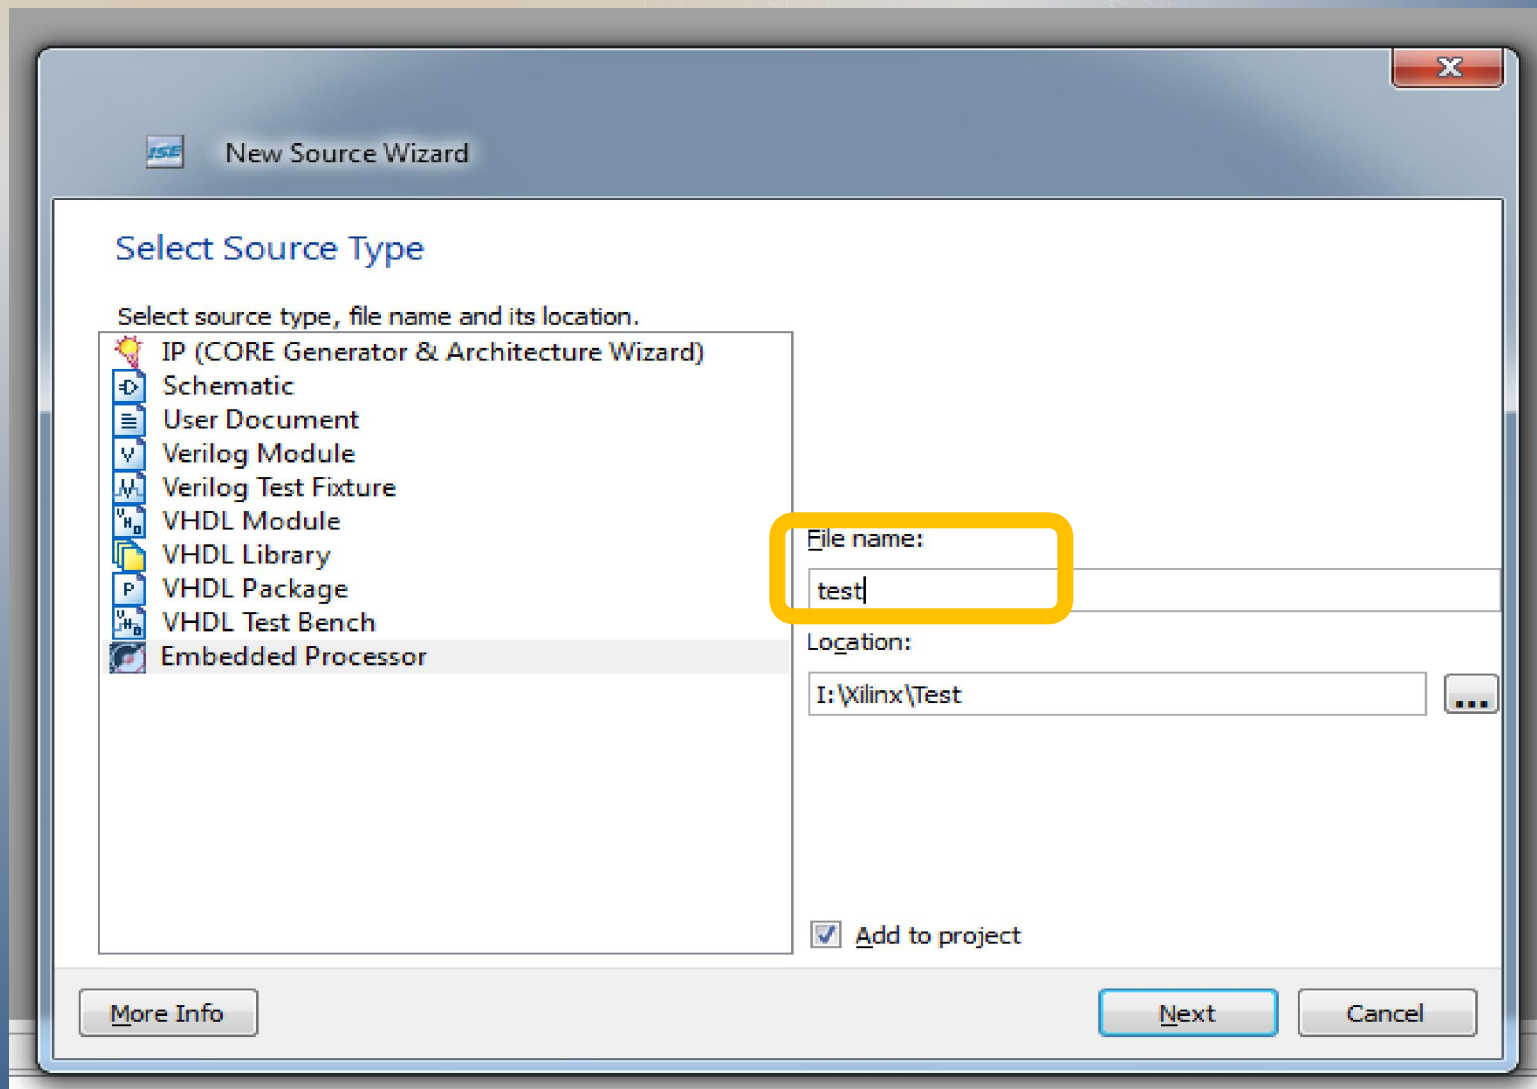 X
ISE
New Source Wizard
Select Source Type
Select source type, file name and its location.
IP (CORE Generator & Architecture Wizard)
Schematic
User Document
Verilog Module
Verilog Test Fixture
VHDL Module
VHDL Library
P
VHDL Package
VHDL Test Bench
Embedded Processor
File name:
test
Location:
I:\Xilinx\Test
...
Add to project
More Info
Next
Cancel